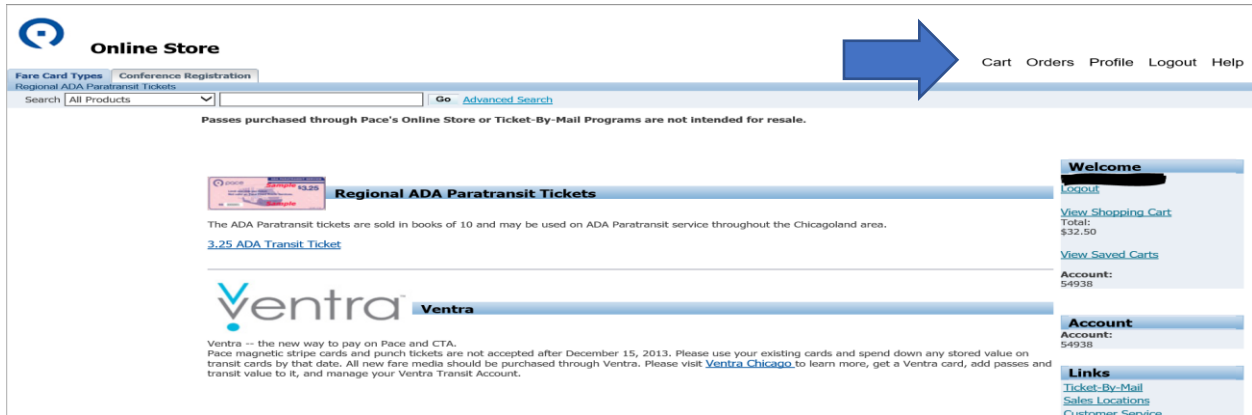 Online Store
Cart Orders Profile Logout Help
Fare Card Types Conference Registration
Regional ADA Paratransit Tickets
Search All Products Go Advanced Search
Passes purchased through Pace's Online Store or Ticket-By-Mail Programs are not intended for resale.
pace Sample $3.25
Sample
Regional ADA Paratransit Tickets
The ADA Paratransit tickets are sold in books of 10 and may be used on ADA Paratransit service throughout the Chicagoland area.
3.25 ADA Transit Ticket
Ventra Ventra
Ventra -- the new way to pay on Pace and CTA.
Pace magnetic stripe cards and punch tickets are not accepted after December 15, 2013. Please use your existing cards and spend down any stored value on
transit cards by that date. All new fare media should be purchased through Ventra. Please visit Ventra Chicago to learn more, get a Ventra card, add passes and
transit value to it, and manage your Ventra Transit Account.
Welcome
Logout
View Shopping Cart
Total:
$32.50
View Saved Carts
Account:
54938
Account
Account:
54938
Links
Ticket-By-Mail
Sales Locations
Customer Service